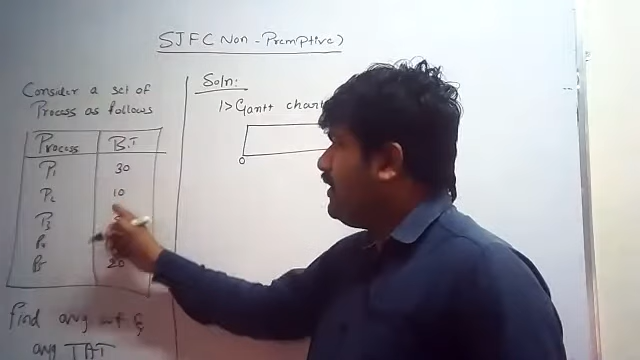 SJF (Non-Premptive)
Consider a set of
Process as follows
Process B.T
P1 30
P2 10
P3
P4
P5 20
find avg wt &
avg TAT
Soln:
1> Gantt chart
0